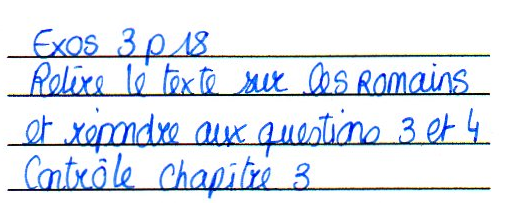 Exos 3 p 18
Relire le texte sur les Romains
et répondre aux questions 3 et 4
Contrôle chapitre 3